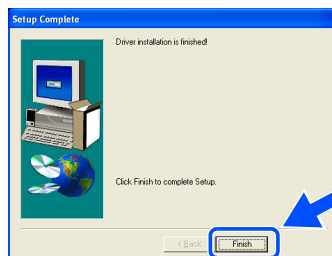 Setup Complete
Driver installation is finished!
Click Finish to complete Setup.
< Back
Finish